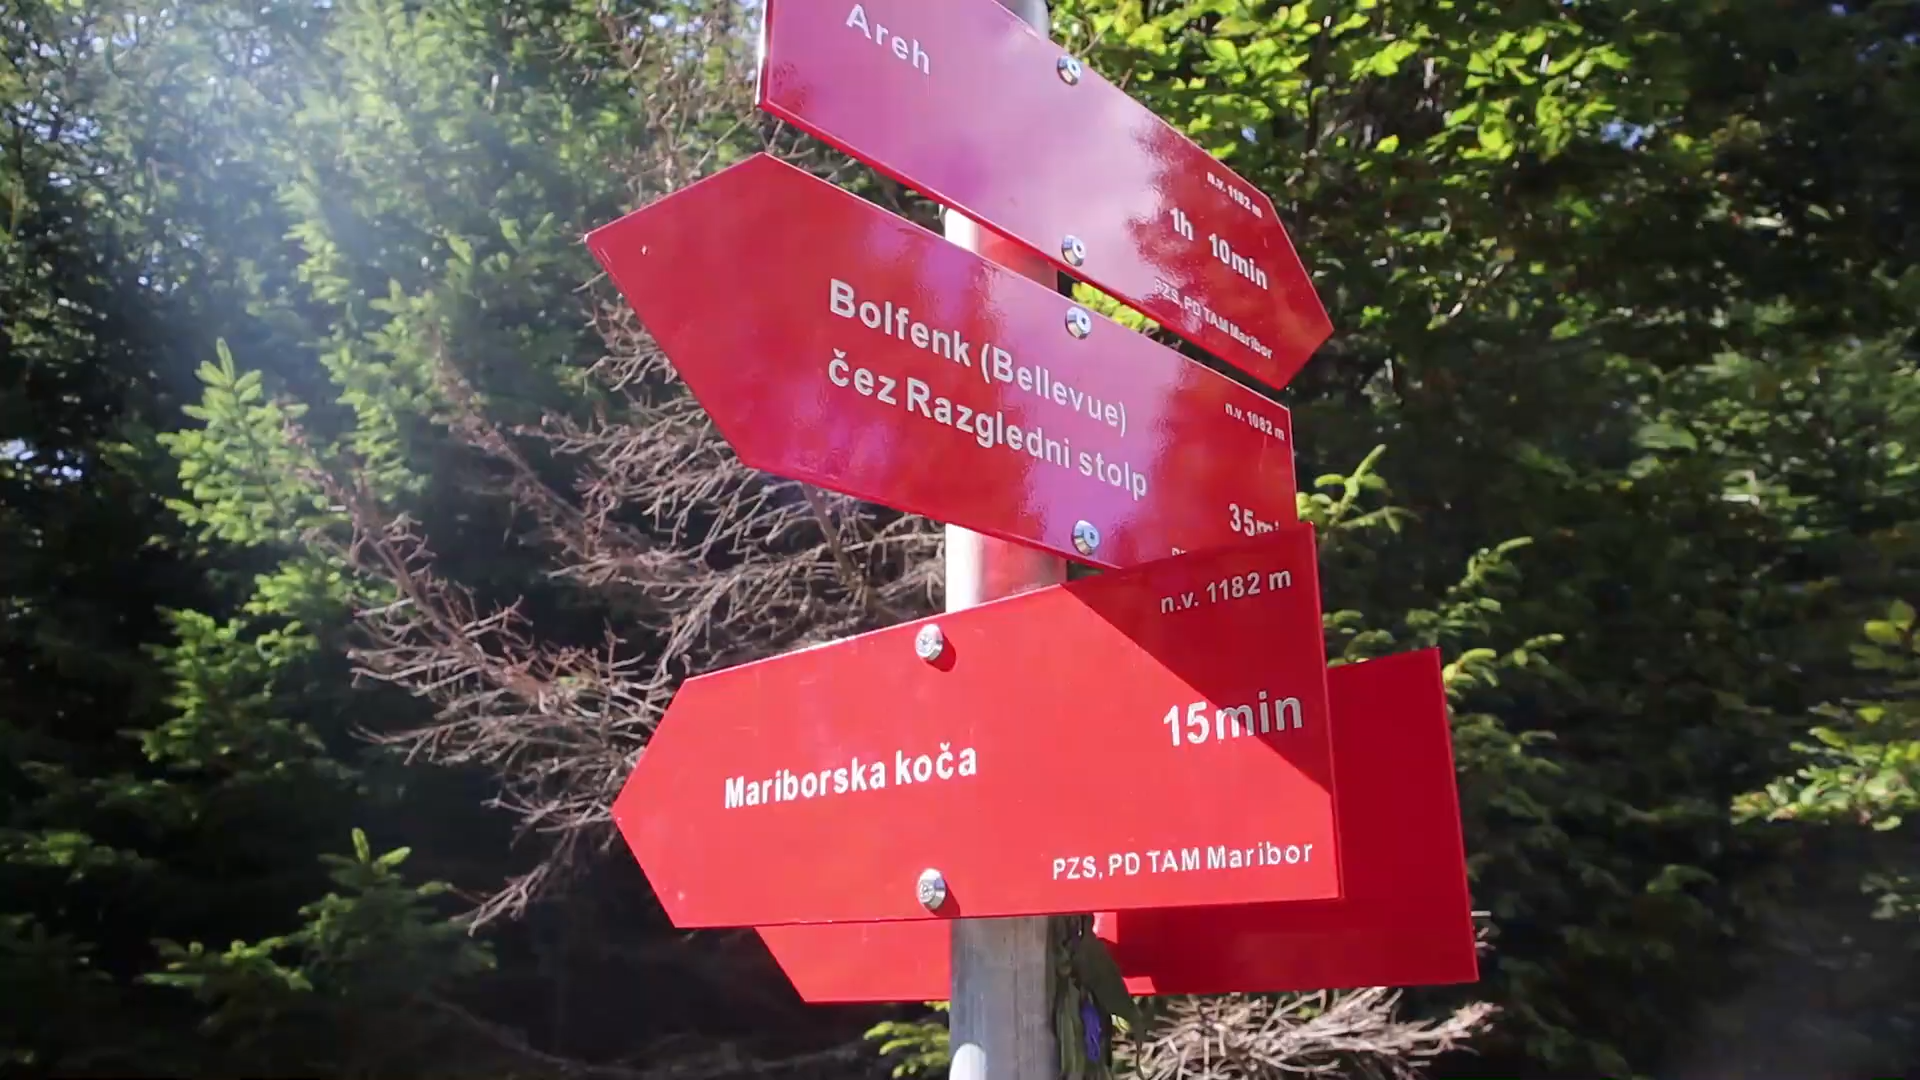 Areh
n.v. 1182 m
1h 10min
PZS, PD TAM Maribor
Bolfenk (Bellevue)
čez Razgledni stolp
n.v. 1082 m
n.v. 1182 m
15min
Mariborska koča
PZS, PD TAM Maribor